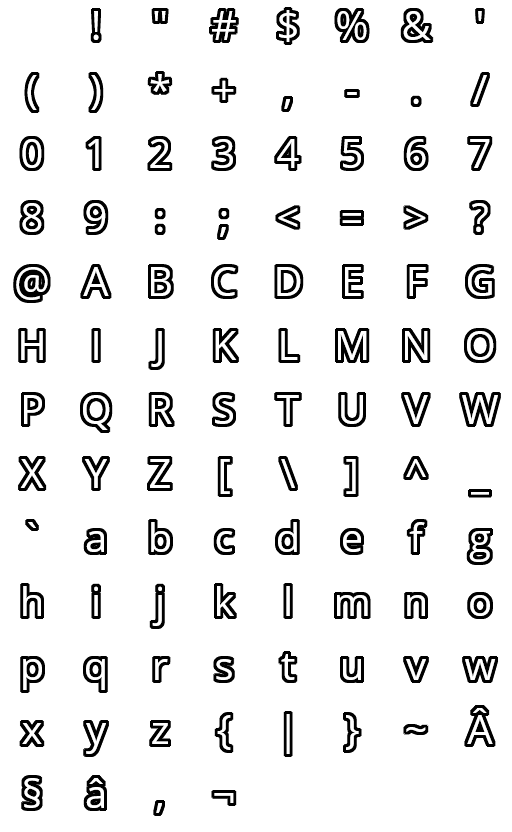 ! " # $ % & '
( ) * + , - . /
0 1 2 3 4 5 6 7
8 9 : ; < = > ?
@ A B C D E F G
H I J K L M N O
P Q R S T U V W
X Y Z [ \ ] ^ _
` a b c d e f g
h i j k l m n o
p q r s t u v w
x y z { | } ~ Â
§ â , ¬